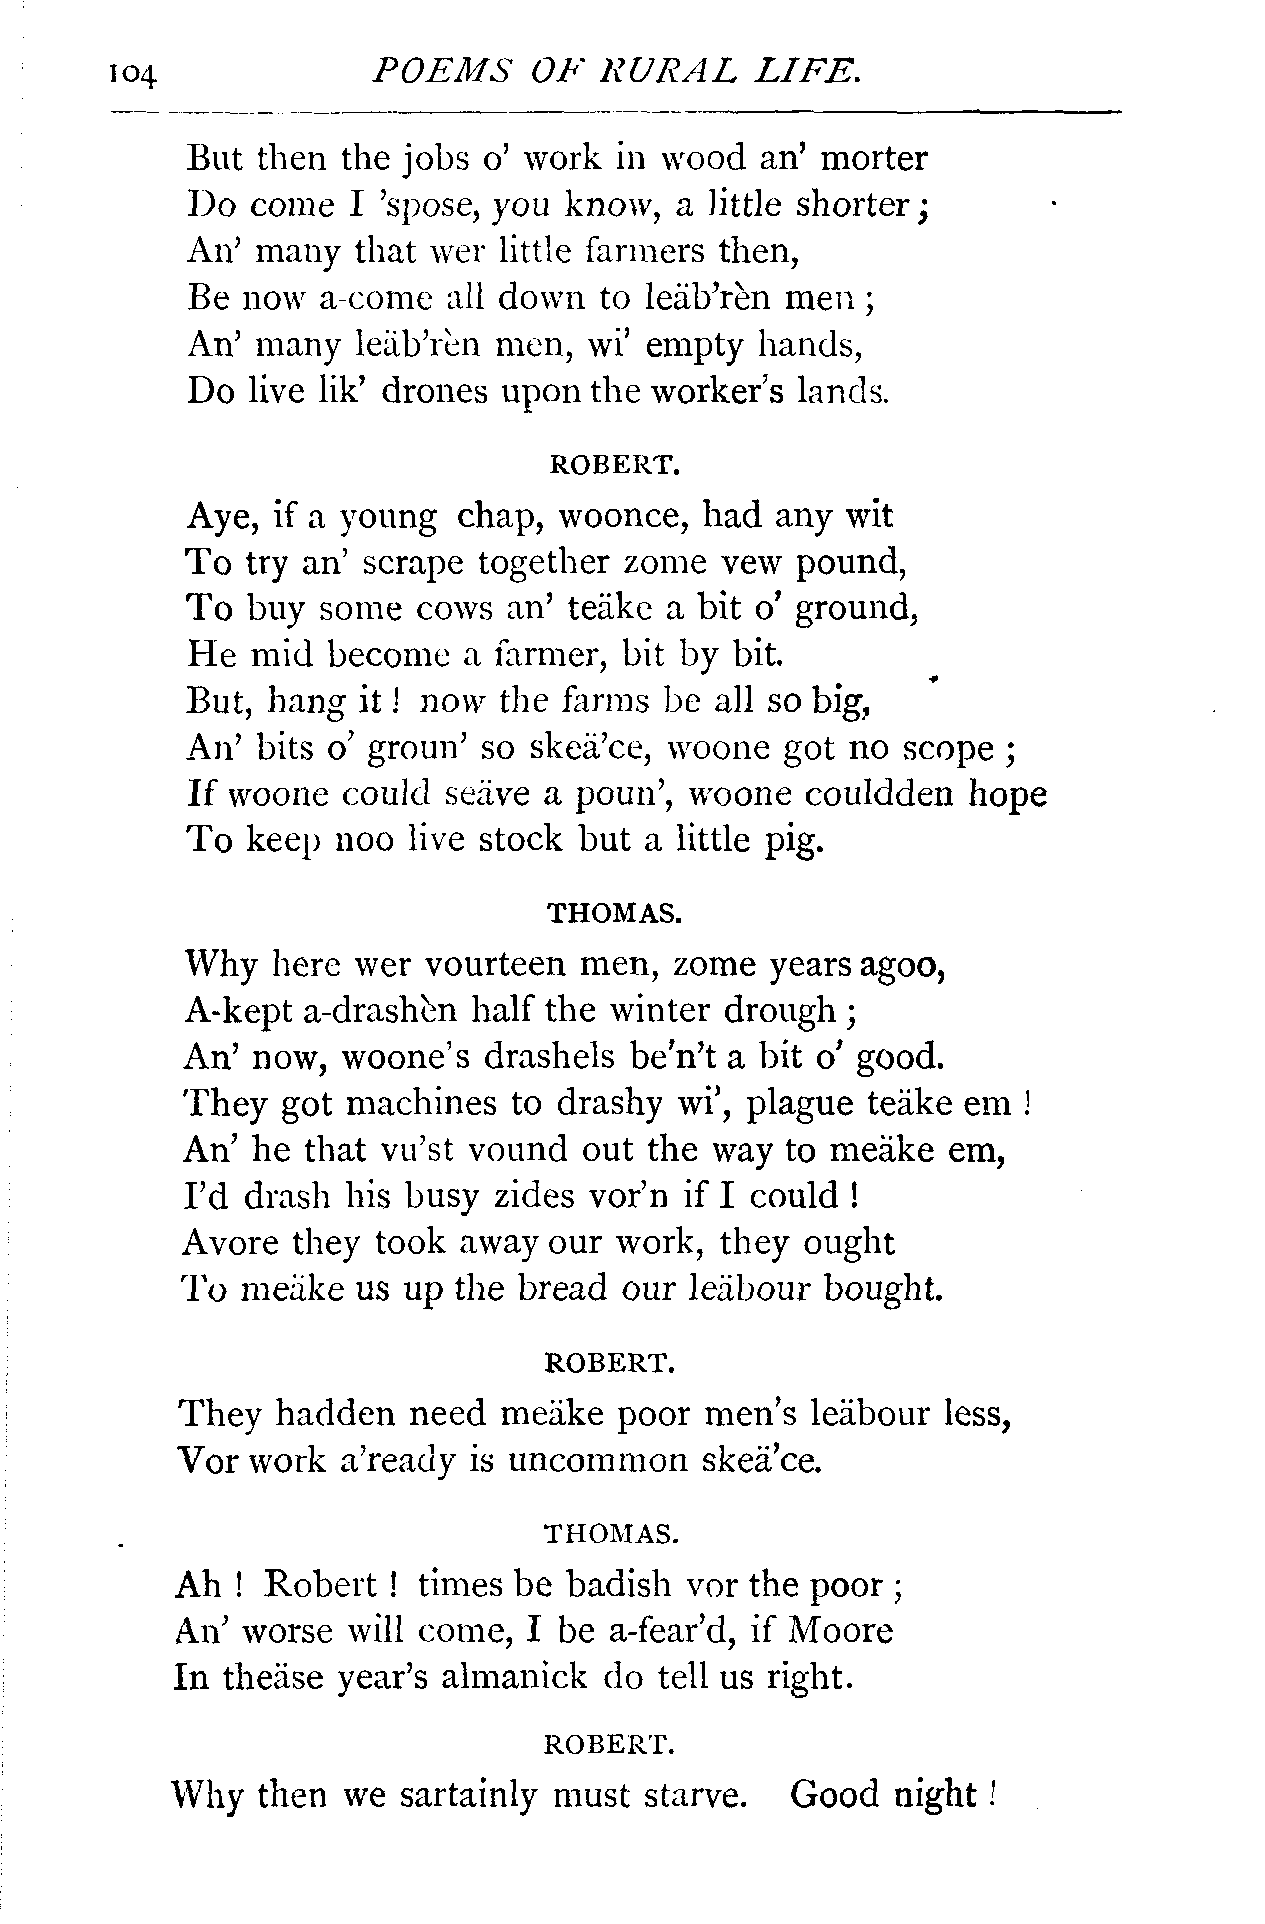 104 POEMS OF RURAL LIFE.
But then the jobs o' work in wood an' morter
Do come I 'spose, you know, a little shorter;
An' many that wer little farmers then,
Be now a-come all down to leäb'rèn men;
An' many leäb'rèn men, wi' empty hands,
Do live lik' drones upon the worker's lands.
ROBERT.
Aye, if a young chap, woonce, had any wit
To try an' scrape together zome vew pound,
To buy some cows an' teäke a bit o' ground,
He mid become a farmer, bit by bit.
But, hang it! now the farms be all so big,
An' bits o' groun' so skeä'ce, woone got no scope;
If woone could seäve a poun', woone couldden hope
To keep noo live stock but a little pig.
THOMAS.
Why here wer vourteen men, zome years agoo,
A-kept a-drashèn half the winter drough;
An' now, woone's drashels be'n't a bit o' good.
They got machines to drashy wi', plague teäke em!
An' he that vu'st vound out the way to meäke em,
I'd drash his busy zides vor'n if I could!
Avore they took away our work, they ought
To meäke us up the bread our leäbour bought.
ROBERT.
They hadden need meäke poor men's leäbour less,
Vor work a'ready is uncommon skeä'ce.
THOMAS.
Ah! Robert! times be badish vor the poor;
An' worse will come, I be a-fear'd, if Moore
In theäse year's almanick do tell us right.
ROBERT.
Why then we sartainly must starve. Good night!